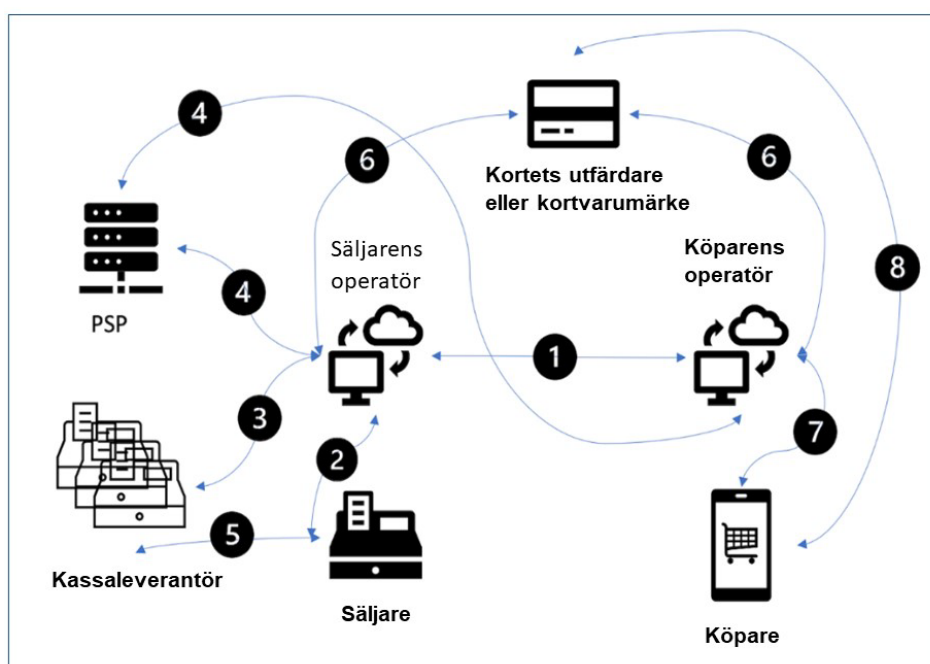 4
6
Kortets utfärdare
eller kortvarumärke
6
Säljarens
operatör
Köparens
operatör
8
4
PSP
1
3
2
7
5
Kassaleverantör
Säljare
Köpare